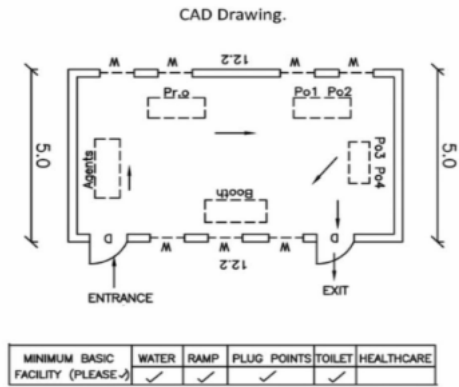 CAD Drawing.
W W 12.2 W W
Pr.o Po1 Po2
5.0 5.0
Agents Po3 Po4
Booth
D D
W W W
12.2
ENTRANCE EXIT
MINIMUM BASIC FACILITY (PLEASE✓) WATER RAMP PLUG POINTS TOILET HEALTHCARE
✓ ✓ ✓ ✓